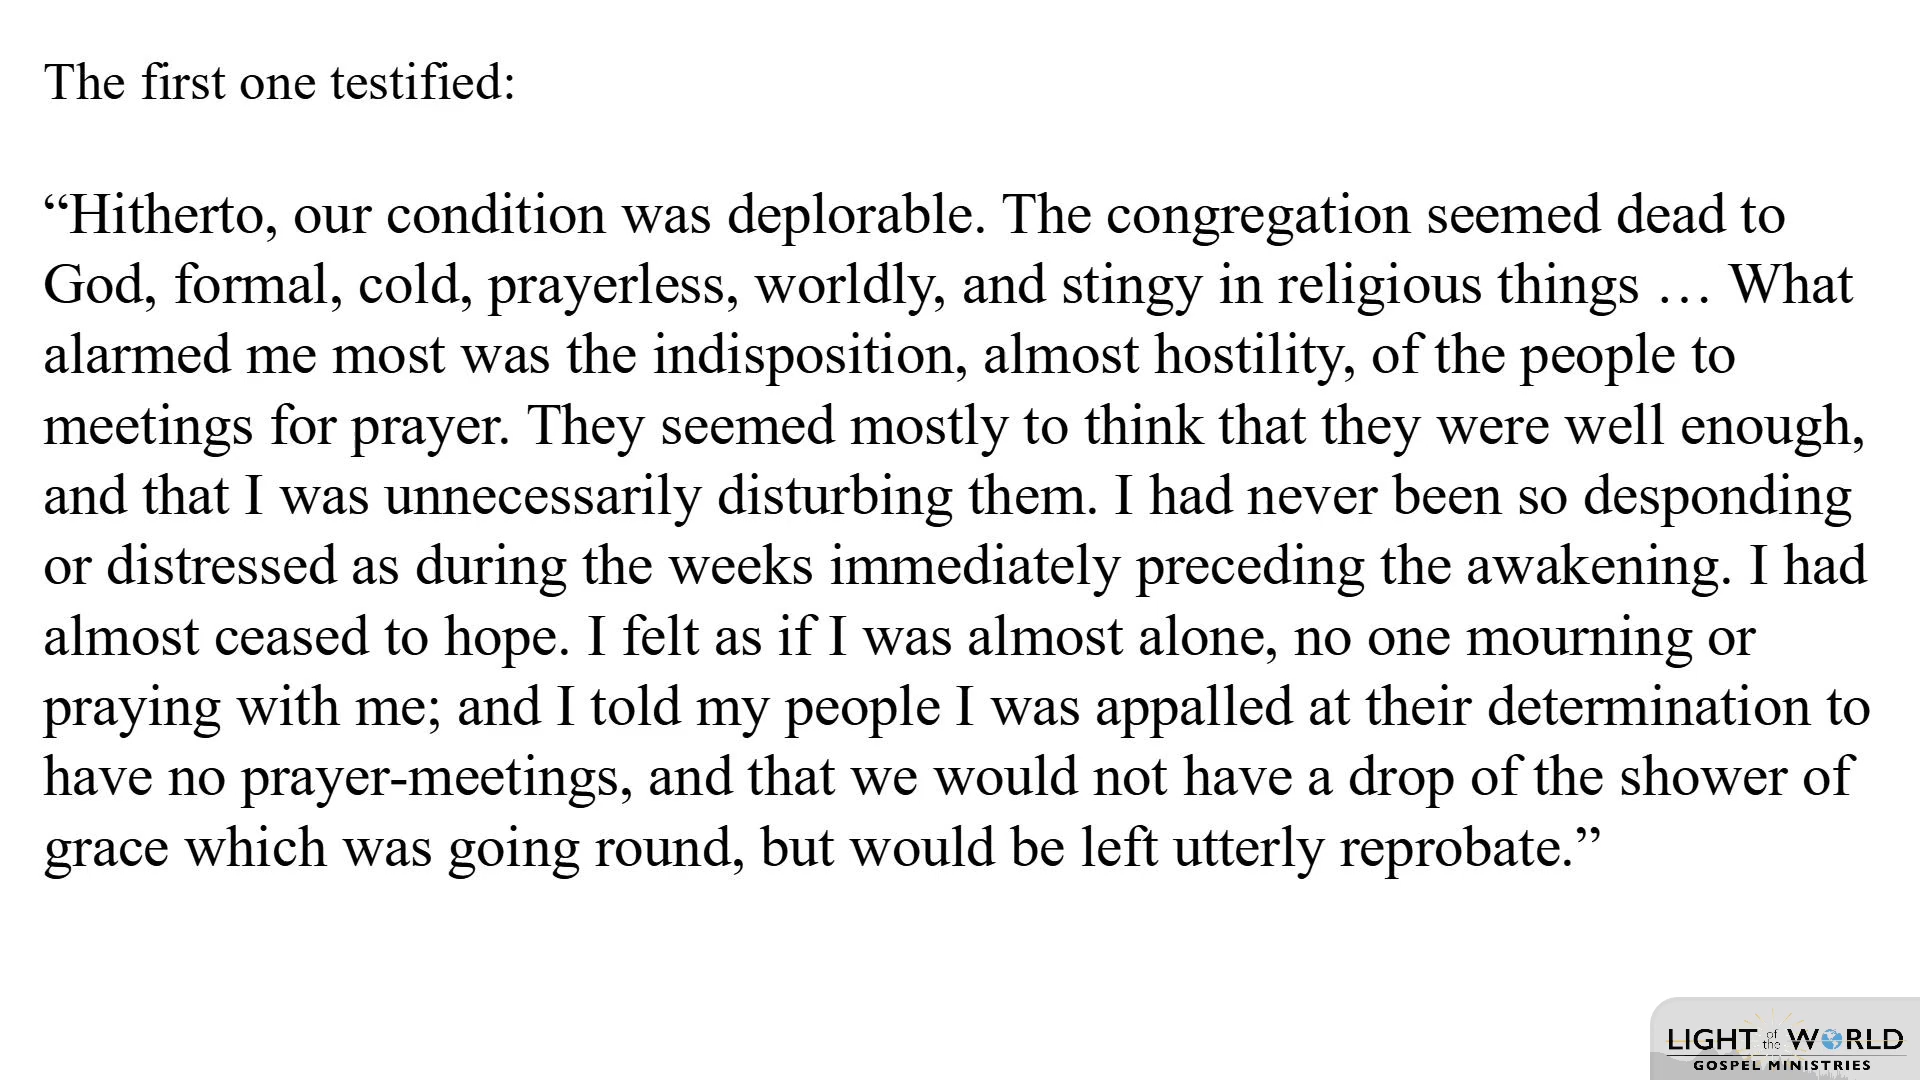 The first one testified:
“Hitherto, our condition was deplorable. The congregation seemed dead to
God, formal, cold, prayerless, worldly, and stingy in religious things … What
alarmed me most was the indisposition, almost hostility, of the people to
meetings for prayer. They seemed mostly to think that they were well enough,
and that I was unnecessarily disturbing them. I had never been so desponding
or distressed as during the weeks immediately preceding the awakening. I had
almost ceased to hope. I felt as if I was almost alone, no one mourning or
praying with me; and I told my people I was appalled at their determination to
have no prayer-meetings, and that we would not have a drop of the shower of
grace which was going round, but would be left utterly reprobate.”
LIGHT of the WORLD
GOSPEL MINISTRIES